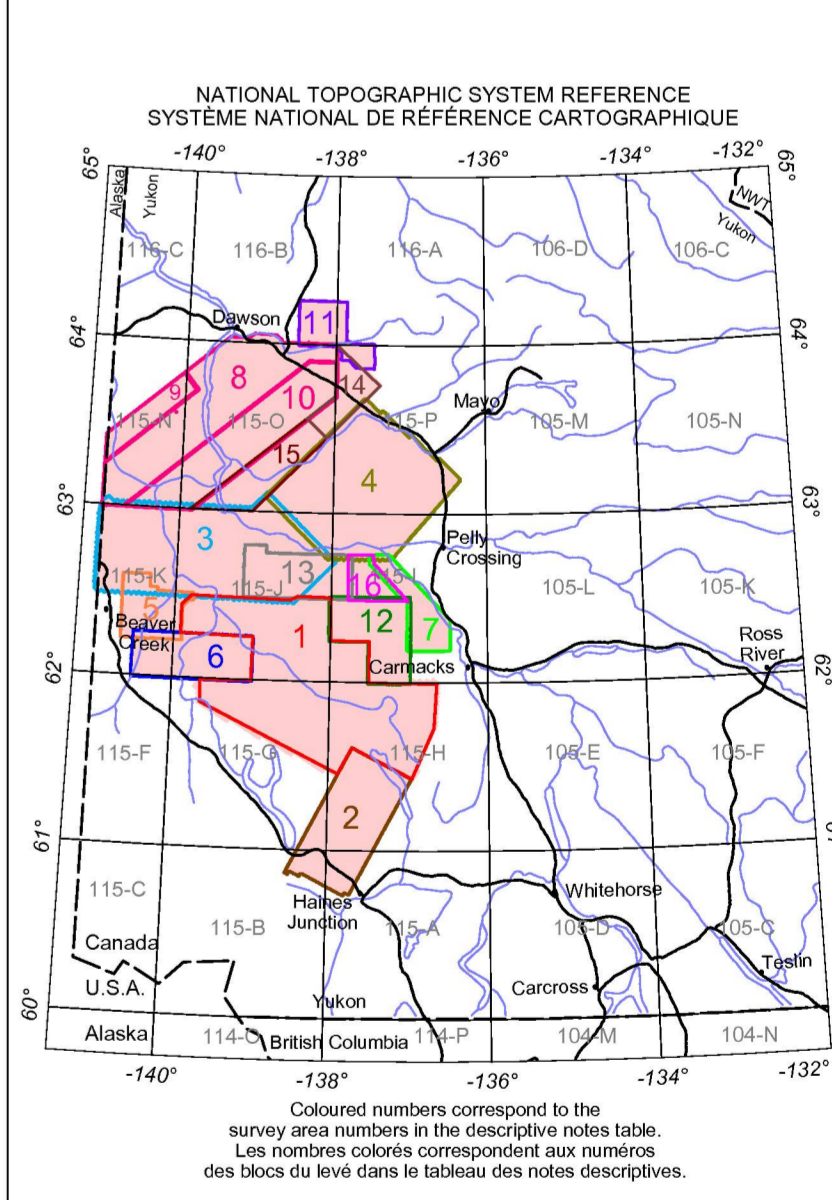 NATIONAL TOPOGRAPHIC SYSTEM REFERENCE
SYSTÈME NATIONAL DE RÉFÉRENCE CARTOGRAPHIQUE
-140° -138° -136° -134° -132°
65° 65°
Alaska
Yukon
NWT
Yukon
116-C 116-B 116-A 106-D 106-C
11
Dawson
64° 64°
8
9
10
14
Mayo
115-N 115-O 115-P 105-M 105-N
15
4
63° 63°
3
Pelly
Crossing
115-K 115-J 13 16 105-L 105-K
5
Beaver
Creek
1
12
7
6
Ross
River
Carmacks
62° 62°
115-F 115-G 115-H 105-E 105-F
2
61°
115-C
Whitehorse
Haines
Junction
115-B 115-A 105-D 105-C
Canada
Teslin
U.S.A.
Carcross
60°
Yukon
Alaska
114-O British Columbia 114-P 104-M 104-N
-140° -138° -136° -134° -132°
Coloured numbers correspond to the
survey area numbers in the descriptive notes table.
Les nombres colorés correspondent aux numéros
des blocs du levé dans le tableau des notes descriptives.